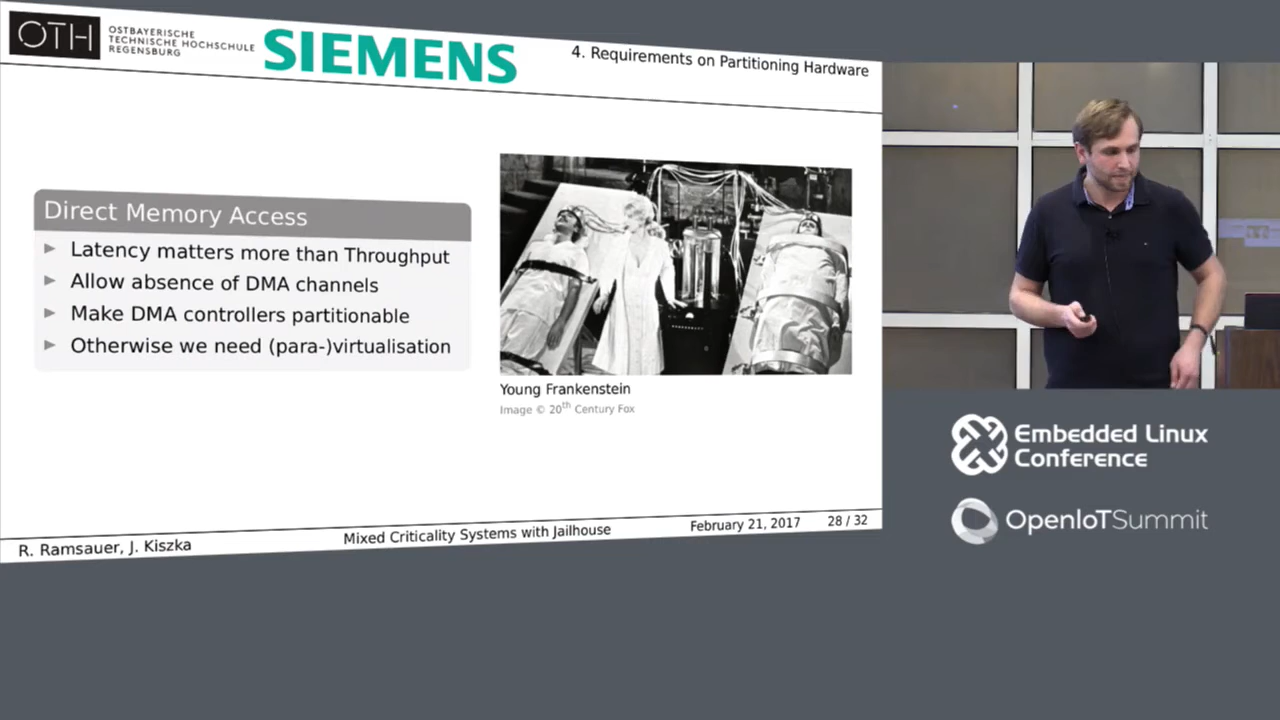 OTH
OSTBAYERISCHE
TECHNISCHE HOCHSCHULE
REGENSBURG
SIEMENS
4. Requirements on Partitioning Hardware
Direct Memory Access
Latency matters more than Throughput
Allow absence of DMA channels
Make DMA controllers partitionable
Otherwise we need (para-)virtualisation
Young Frankenstein
Image © 20th Century Fox
R. Ramsauer, J. Kiszka
Mixed Criticality Systems with Jailhouse
February 21, 2017
28 / 32
Embedded Linux
Conference
OpenIoTSummit